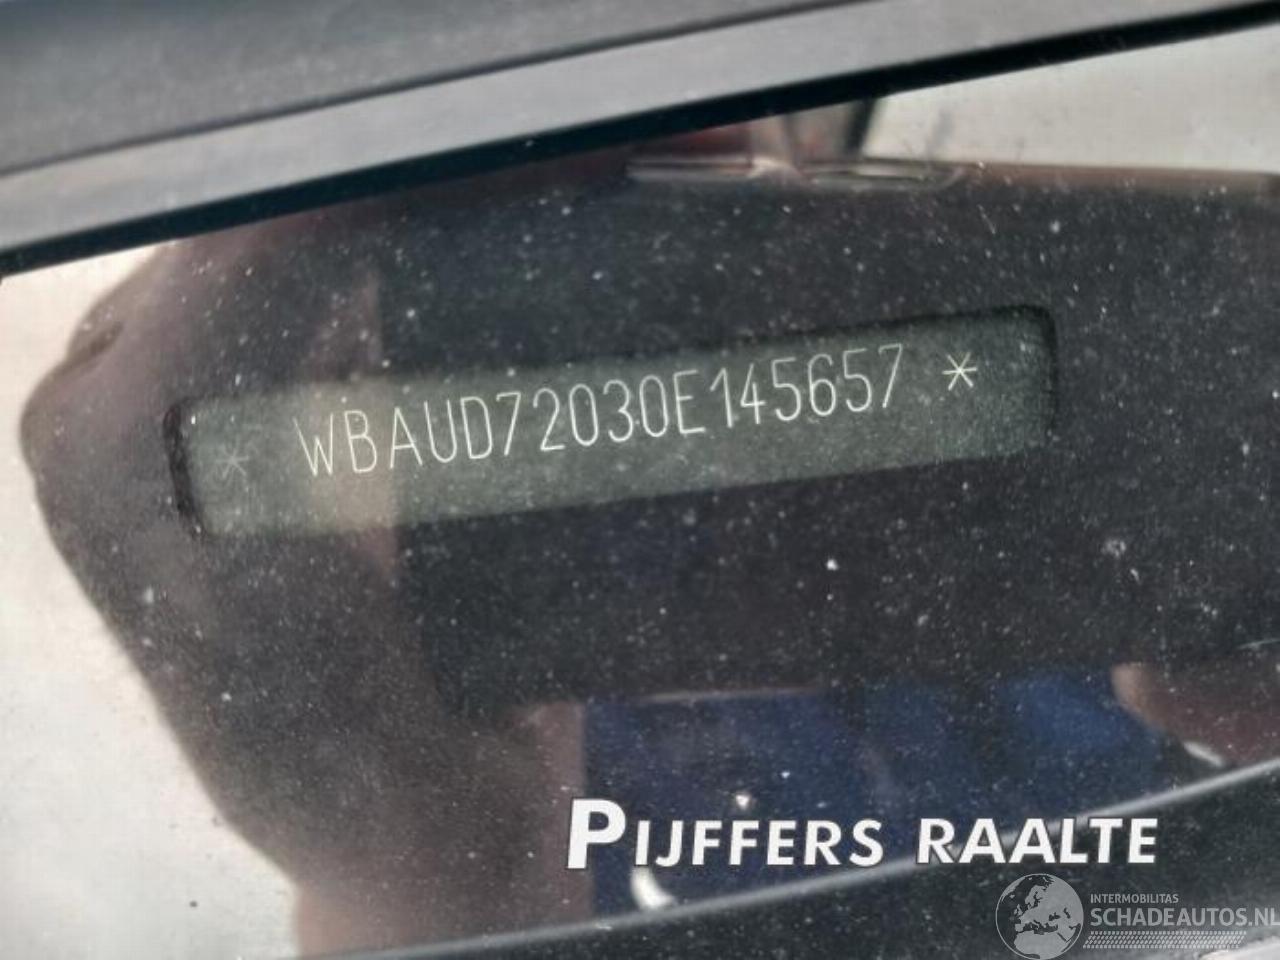 * WBAUD72030E145657 *
PIJFFERS RAALTE
INTERMOBILITAS
SCHADEAUTOS.NL